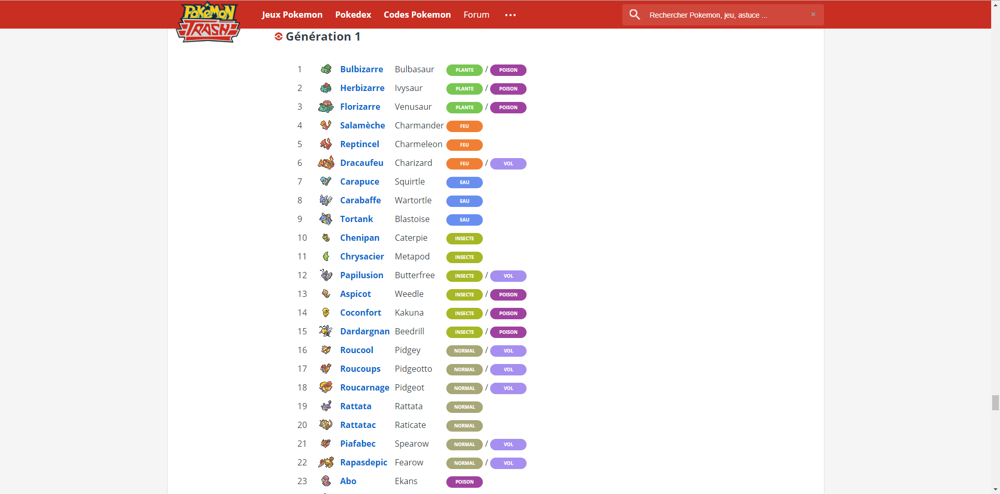 POKéMON
TRASH
Jeux Pokemon Pokedex Codes Pokemon Forum ...
Rechercher Pokemon, jeu, astuce ... ×
Génération 1
1 Bulbizarre Bulbasaur PLANTE / POISON
2 Herbizarre Ivysaur PLANTE / POISON
3 Florizarre Venusaur PLANTE / POISON
4 Salamèche Charmander FEU
5 Reptincel Charmeleon FEU
6 Dracaufeu Charizard FEU / VOL
7 Carapuce Squirtle EAU
8 Carabaffe Wartortle EAU
9 Tortank Blastoise EAU
10 Chenipan Caterpie INSECTE
11 Chrysacier Metapod INSECTE
12 Papilusion Butterfree INSECTE / VOL
13 Aspicot Weedle INSECTE / POISON
14 Coconfort Kakuna INSECTE / POISON
15 Dardargnan Beedrill INSECTE / POISON
16 Roucool Pidgey NORMAL / VOL
17 Roucoups Pidgeotto NORMAL / VOL
18 Roucarnage Pidgeot NORMAL / VOL
19 Rattata Rattata NORMAL
20 Rattatac Raticate NORMAL
21 Piafabec Spearow NORMAL / VOL
22 Rapasdepic Fearow NORMAL / VOL
23 Abo Ekans POISON